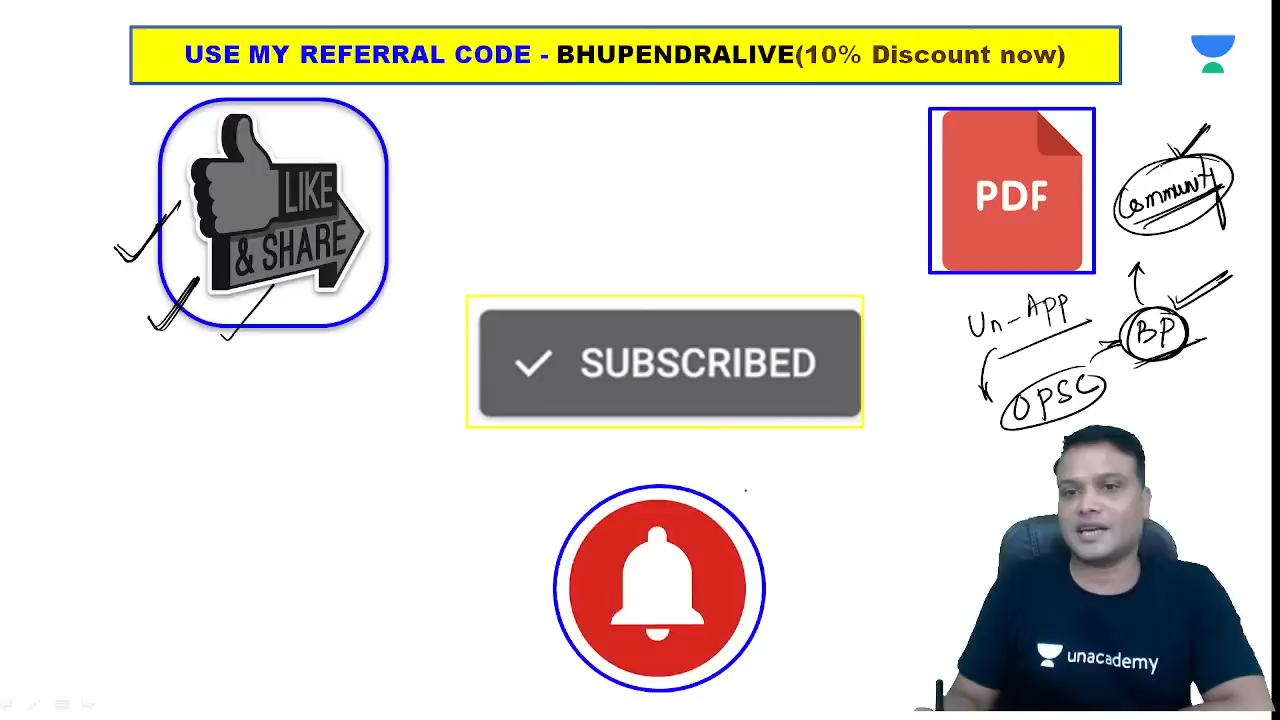 USE MY REFERRAL CODE - BHUPENDRALIVE(10% Discount now)
LIKE
& SHARE
PDF
Community
Un-App
BP
OPSC
SUBSCRIBED
unacademy